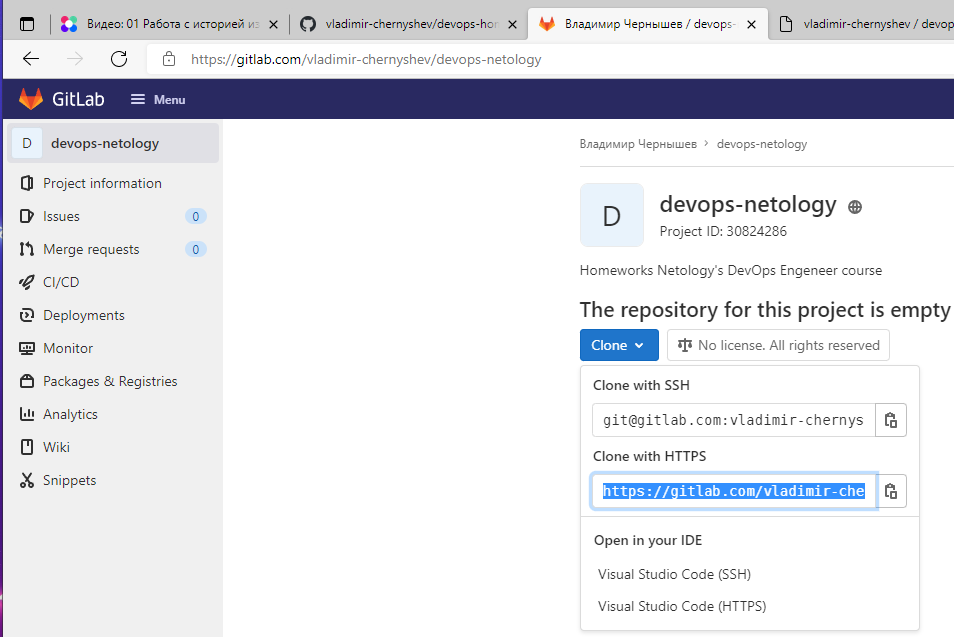 Видео: 01 Работа с историей из
vladimir-chernyshev/devops-hor
Владимир Чернышев / devops-
vladimir-chernyshev / devop
https://gitlab.com/vladimir-chernyshev/devops-netology
GitLab
Menu
D
devops-netology
Project information
Issues
0
Merge requests
0
CI/CD
Deployments
Monitor
Packages & Registries
Analytics
Wiki
Snippets
Владимир Чернышев › devops-netology
D
devops-netology
Project ID: 30824286
Homeworks Netology's DevOps Engeneer course
The repository for this project is empty
Clone
No license. All rights reserved
Clone with SSH
git@gitlab.com:vladimir-chernys
Clone with HTTPS
https://gitlab.com/vladimir-che
Open in your IDE
Visual Studio Code (SSH)
Visual Studio Code (HTTPS)